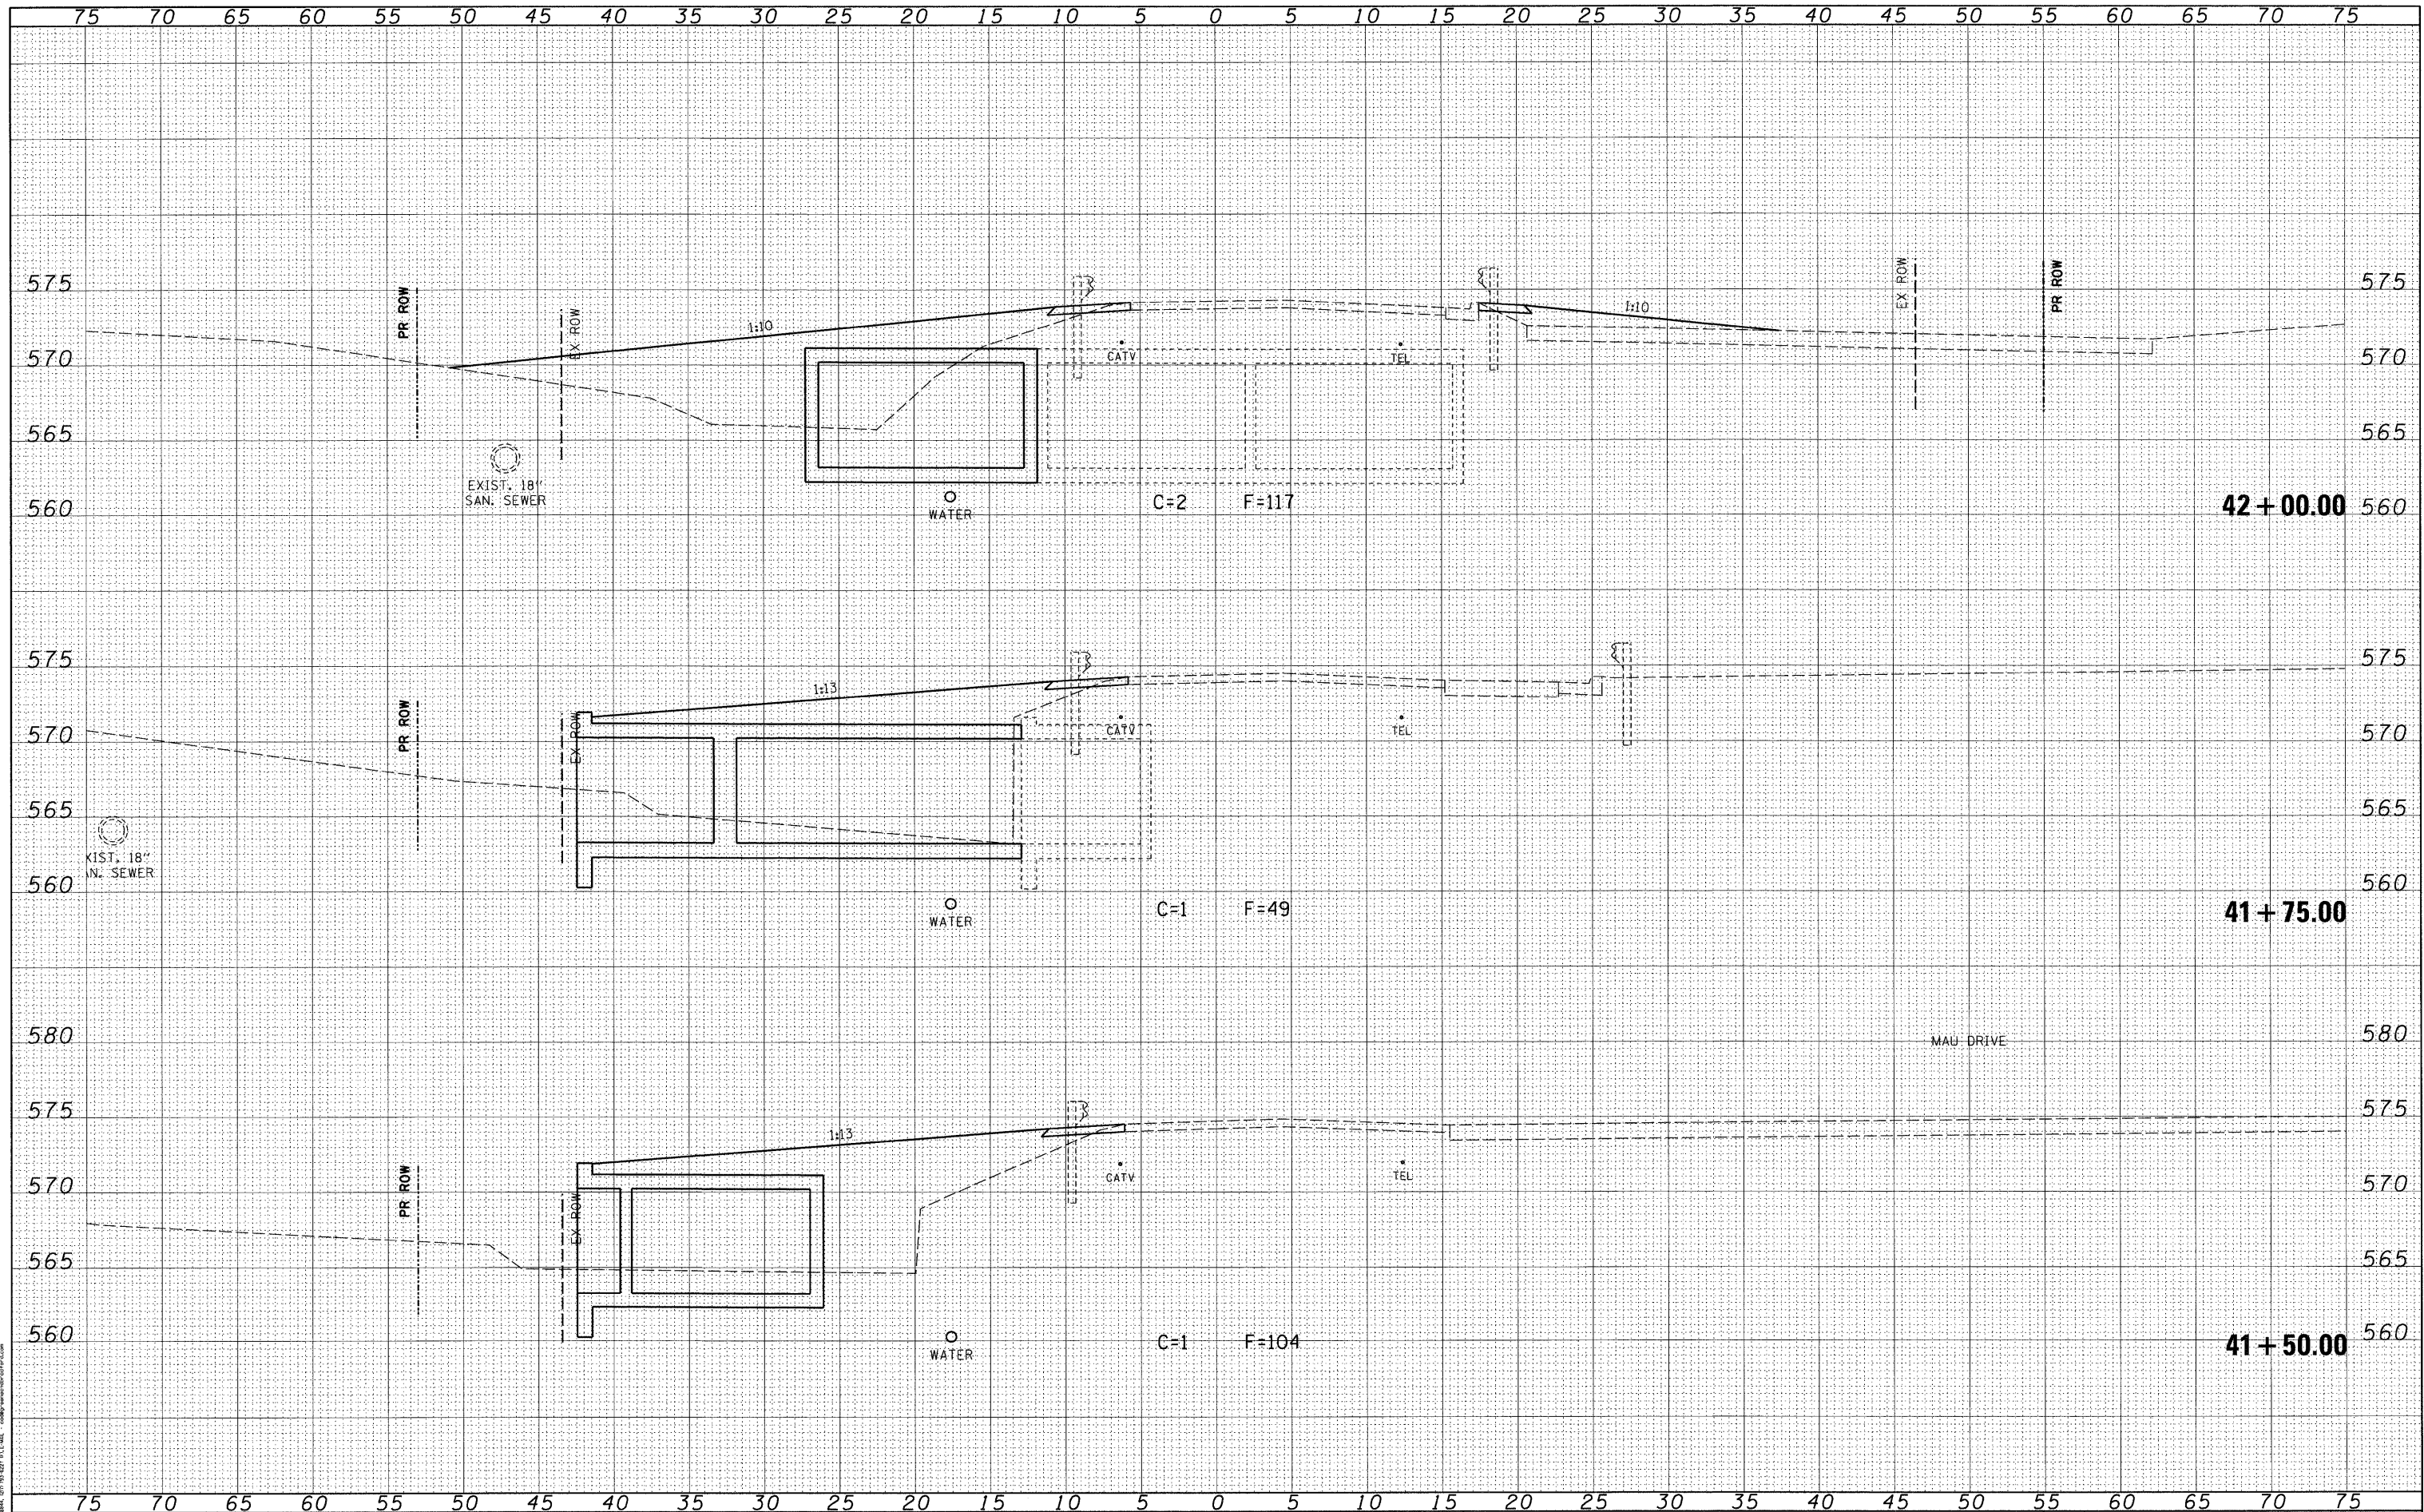 75 70 65 60 55 50 45 40 35 30 25 20 15 10 5 0 5 10 15 20 25 30 35 40 45 50 55 60 65 70 75
575 PR ROW EX ROW 1:10 CATV TEL 1:10 EX ROW PR ROW 575
570 570
565 565
EXIST. 18"
SAN. SEWER
560 WATER C=2 F=117 42+00.00 560
575 1:13 575
570 PR ROW EX ROW CATV TEL 570
565 565
XIST. 18"
N. SEWER
560 560
WATER C=1 F=49 41+75.00
580 MAU DRIVE 580
575 1:13 575
570 PR ROW EX ROW CATV TEL 570
565 565
560 WATER C=1 F=104 41+50.00 560
75 70 65 60 55 50 45 40 35 30 25 20 15 10 5 0 5 10 15 20 25 30 35 40 45 50 55 60 65 70 75